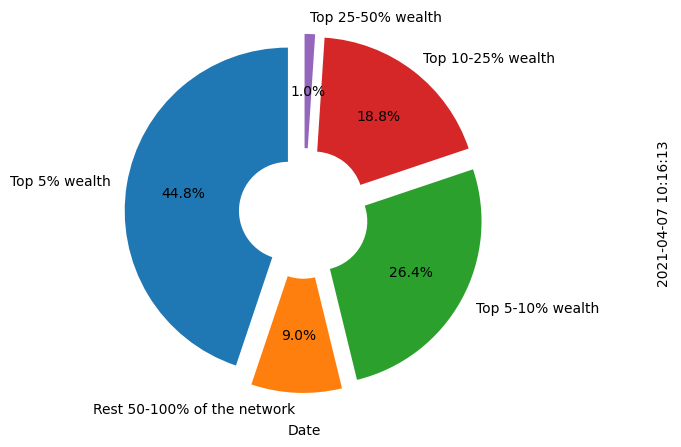 Top 25-50% wealth
Top 10-25% wealth
1.0%
18.8%
Top 5% wealth
44.8%
26.4%
Top 5-10% wealth
9.0%
Rest 50-100% of the network
Date
2021-04-07 10:16:13